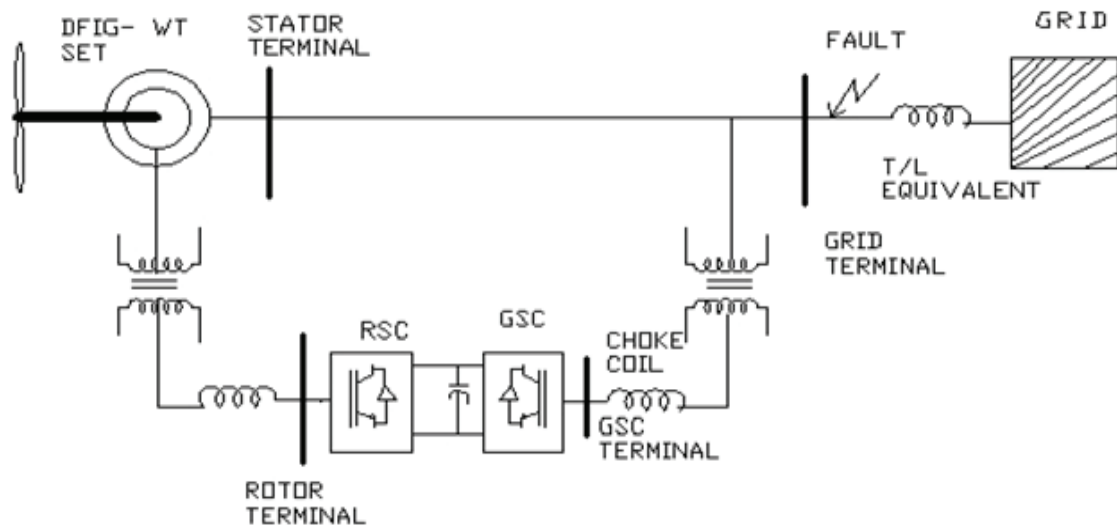 DFIG- WT
SET
STATOR
TERMINAL
FAULT
GRID
T/L
EQUIVALENT
GRID
TERMINAL
RSC
GSC
CHOKE
COIL
GSC
TERMINAL
ROTOR
TERMINAL